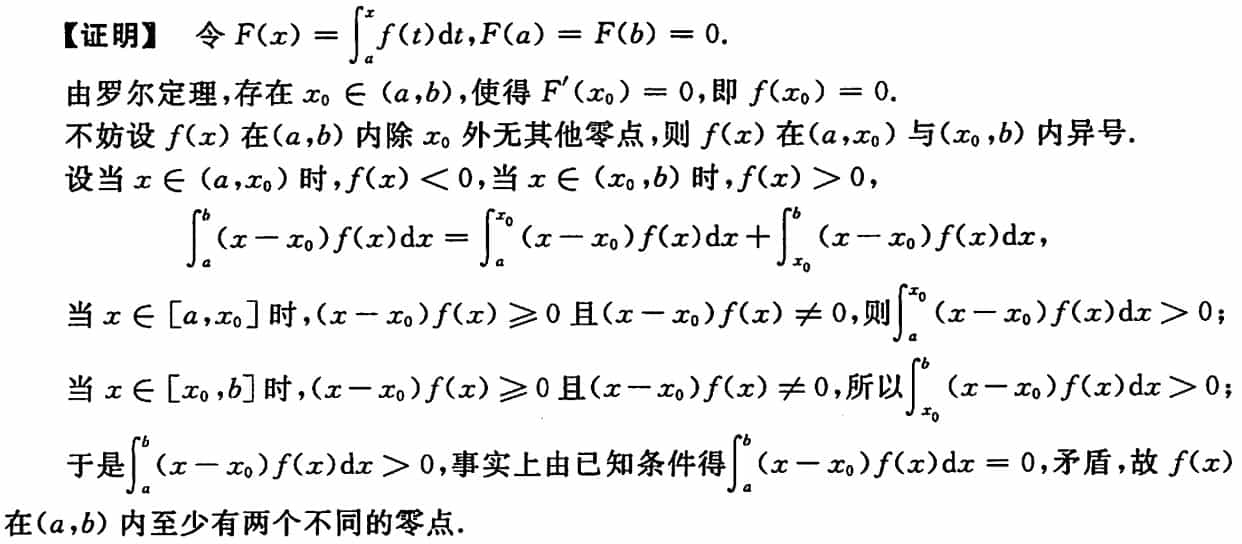 【证明】 令 F(x) = ∫_a^x f(t)dt, F(a) = F(b) = 0.
由罗尔定理,存在 x₀ ∈ (a,b),使得 F′(x₀) = 0,即 f(x₀) = 0.
不妨设 f(x) 在(a,b) 内除 x₀ 外无其他零点,则 f(x) 在(a,x₀) 与(x₀,b) 内异号.
设当 x ∈ (a,x₀) 时,f(x) < 0,当 x ∈ (x₀,b) 时,f(x) > 0,
∫_a^b (x − x₀)f(x)dx = ∫_a^{x₀} (x − x₀)f(x)dx + ∫_{x₀}^b (x − x₀)f(x)dx,
当 x ∈ [a,x₀] 时,(x − x₀)f(x) ⩾ 0 且(x − x₀)f(x) ≠ 0,则∫_a^{x₀} (x − x₀)f(x)dx > 0;
当 x ∈ [x₀,b] 时,(x − x₀)f(x) ⩾ 0 且(x − x₀)f(x) ≠ 0,所以∫_{x₀}^b (x − x₀)f(x)dx > 0;
于是∫_a^b (x − x₀)f(x)dx > 0,事实上由已知条件得∫_a^b (x − x₀)f(x)dx = 0,矛盾,故 f(x)
在(a,b) 内至少有两个不同的零点.